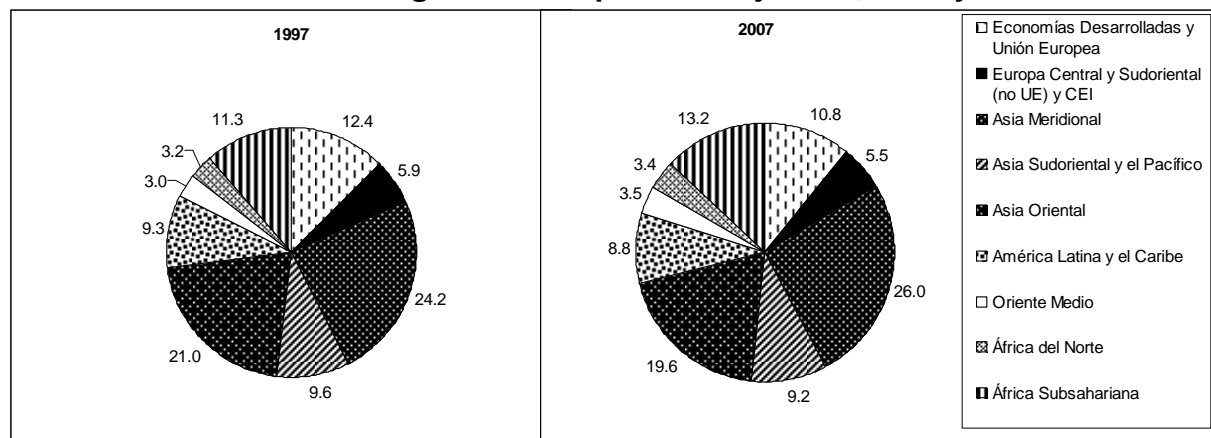 1997
12.4
5.9
24.2
9.6
21.0
9.3
3.0
3.2
11.3
2007
10.8
5.5
26.0
9.2
19.6
8.8
3.5
3.4
13.2
Economías Desarrolladas y
Unión Europea
Europa Central y Sudoriental
(no UE) y CEI
Asia Meridional
Asia Sudoriental y el Pacífico
Asia Oriental
América Latina y el Caribe
Oriente Medio
África del Norte
África Subsahariana